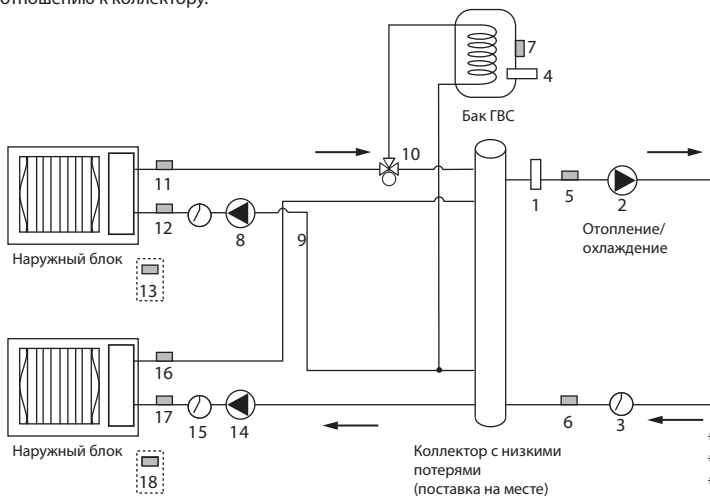 отношению к коллектору.
7
4
Бак ГВС
10
11
12
8
9
1
5
2
Отопление/
охлаждение
Наружный блок
13
16
17
15
14
6
3
Наружный блок
18
Коллектор с низкими
потерями
(поставка на месте)
*
*
*